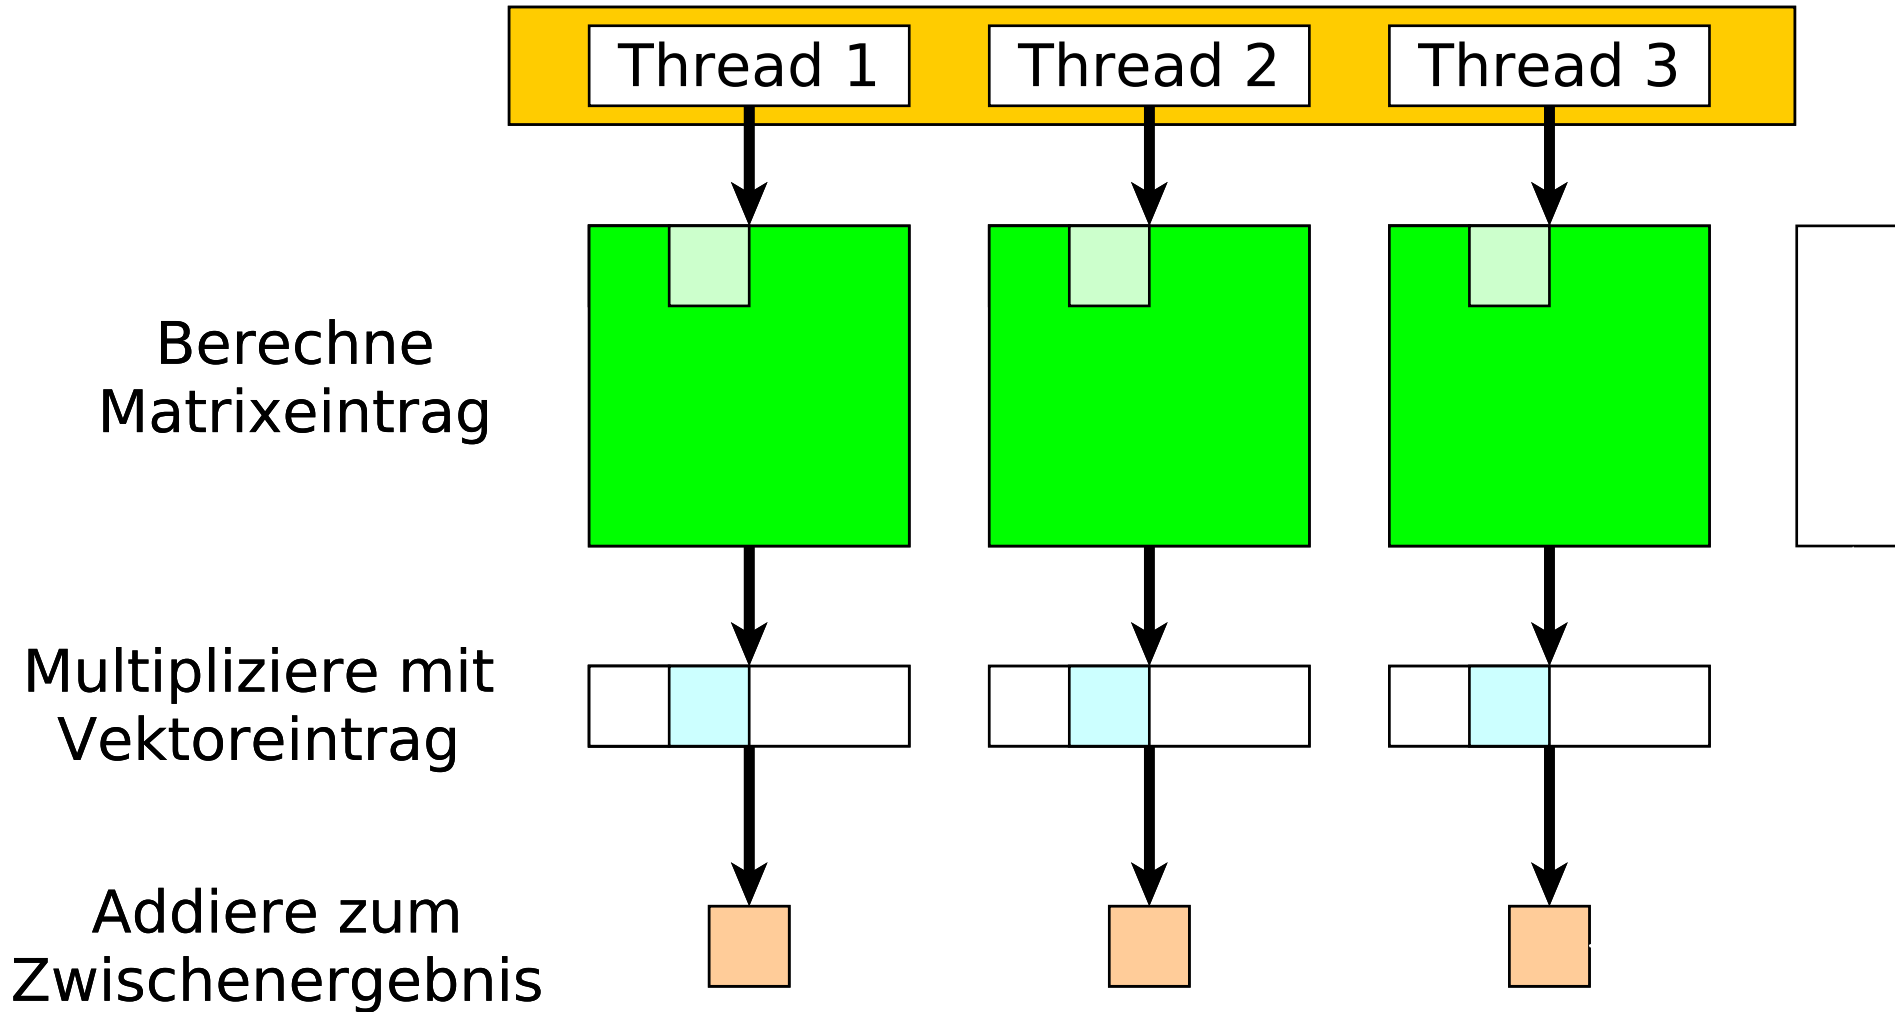 Thread 1
Thread 2
Thread 3
Berechne
Matrixeintrag
Multipliziere mit
Vektoreintrag
Addiere zum
Zwischenergebnis